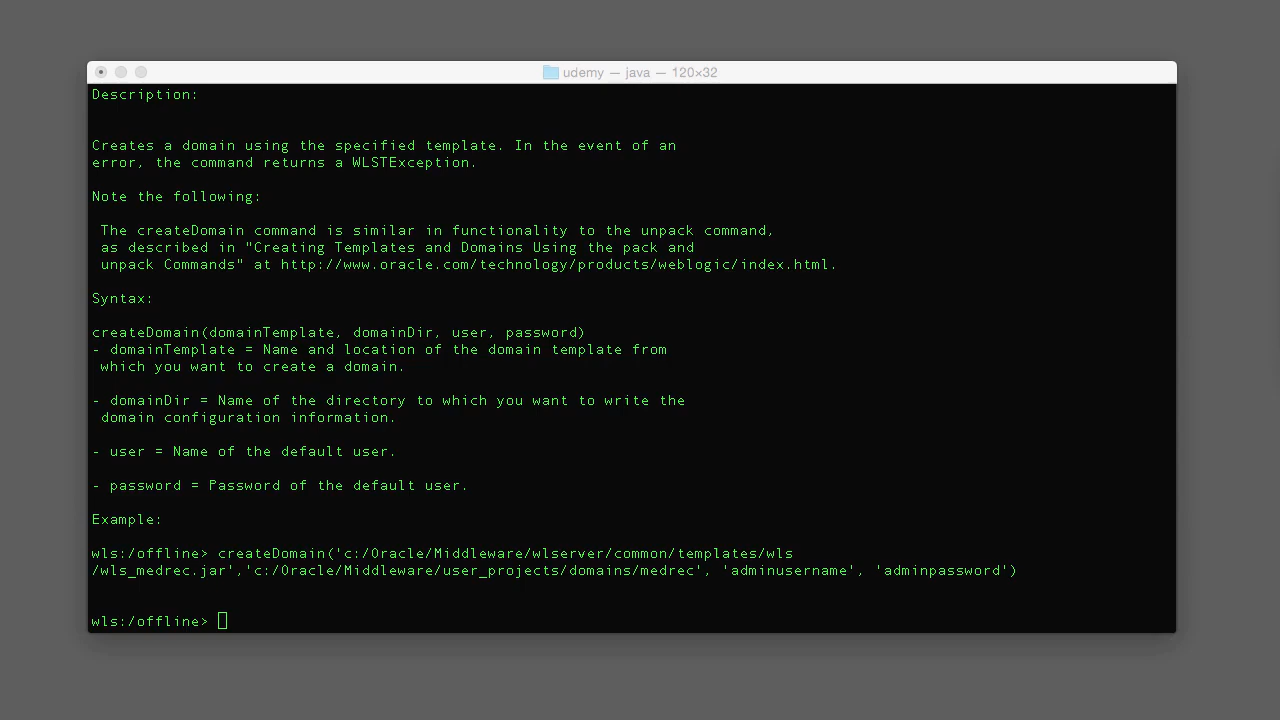 udemy — java — 120×32
Description:
Creates a domain using the specified template. In the event of an
error, the command returns a WLSTException.
Note the following:
The createDomain command is similar in functionality to the unpack command,
as described in "Creating Templates and Domains Using the pack and
unpack Commands" at http://www.oracle.com/technology/products/weblogic/index.html.
Syntax:
createDomain(domainTemplate, domainDir, user, password)
- domainTemplate = Name and location of the domain template from
which you want to create a domain.
- domainDir = Name of the directory to which you want to write the
domain configuration information.
- user = Name of the default user.
- password = Password of the default user.
Example:
wls:/offline> createDomain('c:/Oracle/Middleware/wlserver/common/templates/wls
/wls_medrec.jar','c:/Oracle/Middleware/user_projects/domains/medrec', 'adminusername', 'adminpassword')
wls:/offline>